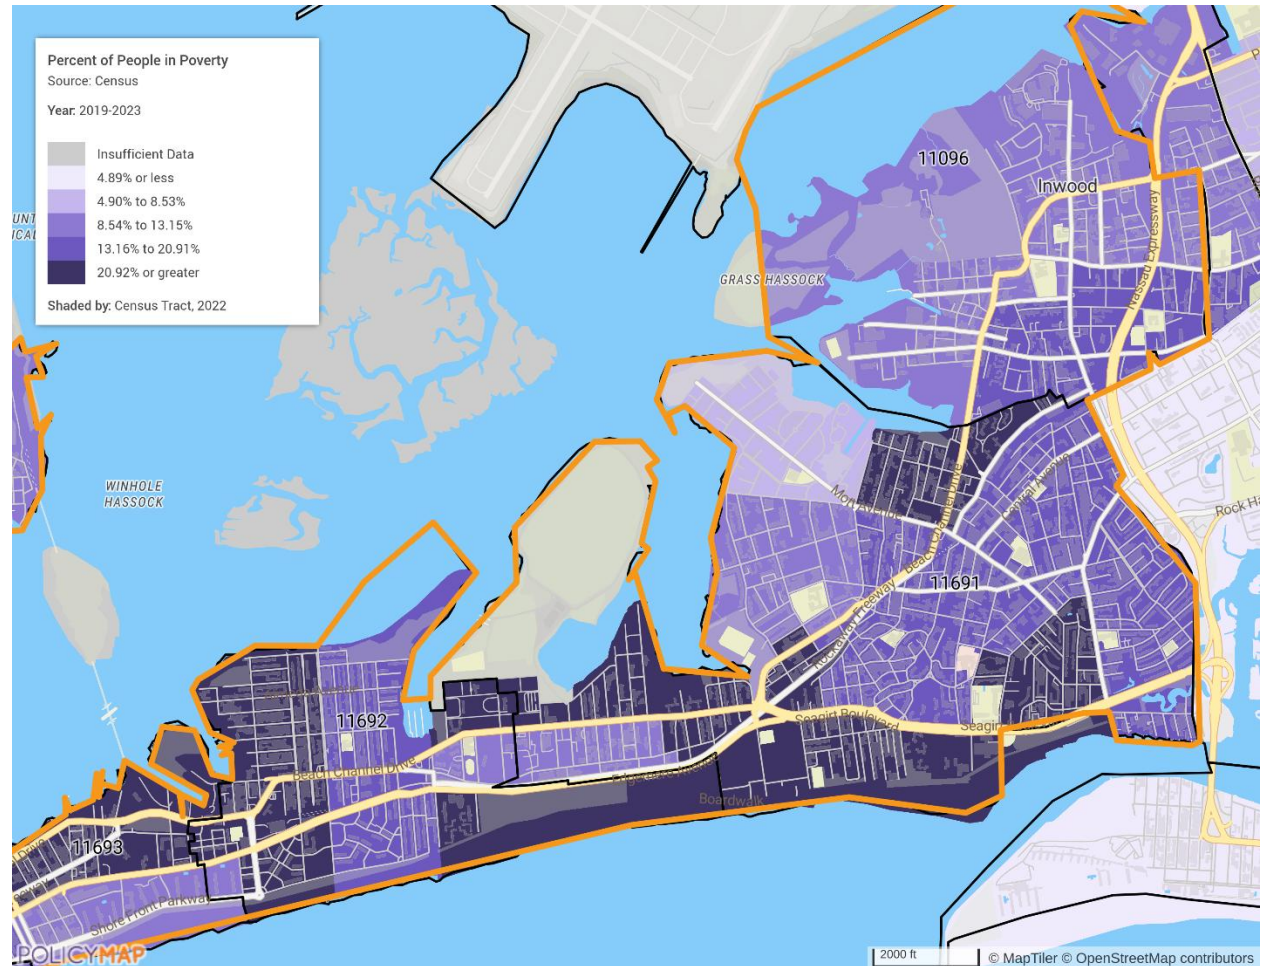 Percent of People in Poverty
Source: Census
Year: 2019-2023
Insufficient Data
4.89% or less
4.90% to 8.53%
8.54% to 13.15%
13.16% to 20.91%
20.92% or greater
Shaded by: Census Tract, 2022
11096
Inwood
Nassau Expressway
GRASS HASSOCK
WINHOLE
HASSOCK
Mott Avenue
Central Avenue
Beach Channel Drive
Rock Ha
11691
Rockaway Freeway
11692
Seagirt Boulevard
Seagirt
Beach Channel Drive
Boardwalk
11693
Shore Front Parkway
POLICYMAP
2000 ft
© MapTiler © OpenStreetMap contributors